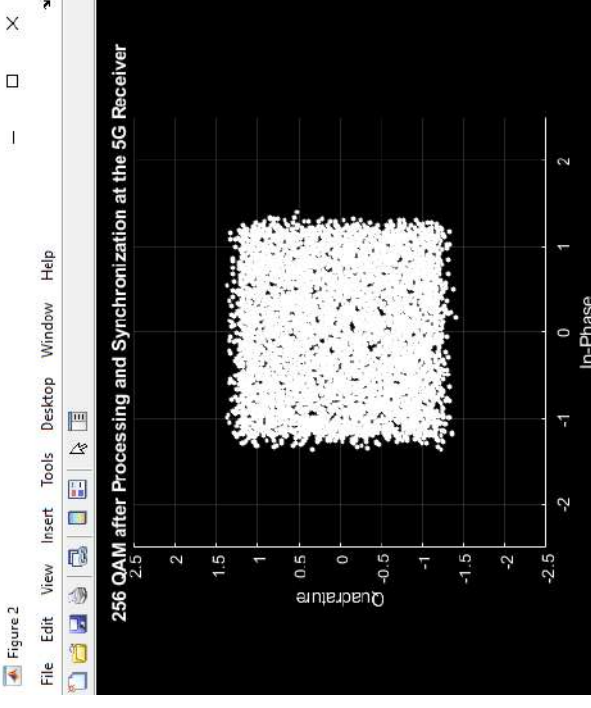 Figure 2
File Edit View Insert Tools Desktop Window Help
256 QAM after Processing and Synchronization at the 5G Receiver
2.5
2
1.5
1
0.5
0
-0.5
-1
-1.5
-2
-2.5
Quadrature
-2 -1 0 1 2
In-Phase